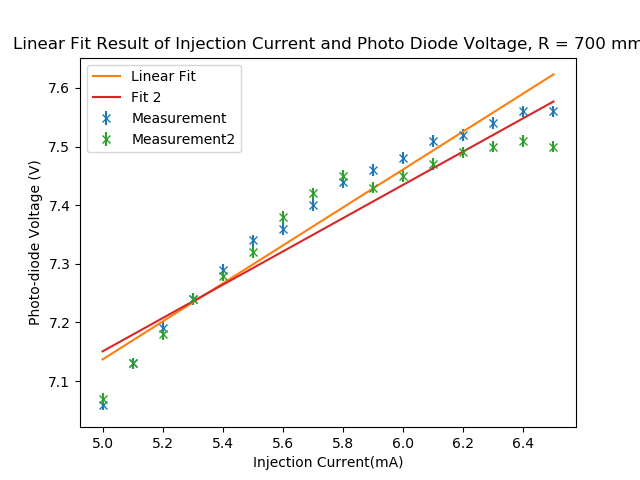 Linear Fit Result of Injection Current and Photo Diode Voltage, R = 700 mm
Linear Fit
Fit 2
Measurement
Measurement2
7.6
7.5
7.4
7.3
7.2
7.1
Photo-diode Voltage (V)
5.0 5.2 5.4 5.6 5.8 6.0 6.2 6.4
Injection Current(mA)